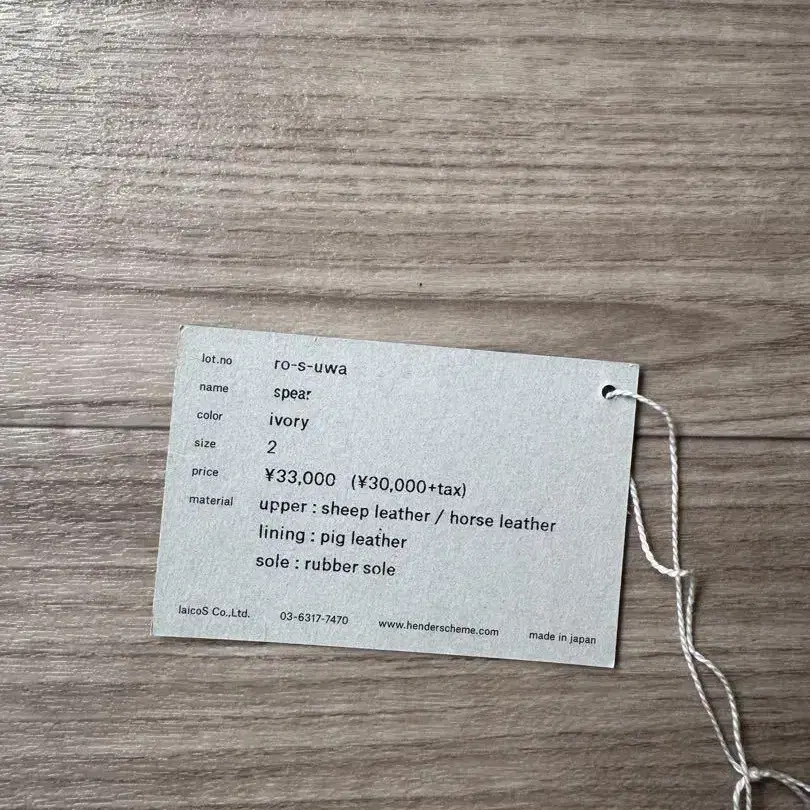 lot.no ro-s-uwa
name spear
color ivory
size 2
price ¥33,000 (¥30,000+tax)
material upper : sheep leather / horse leather
lining : pig leather
sole : rubber sole
laicoS Co.,Ltd. 03-6317-7470 www.henderscheme.com made in japan